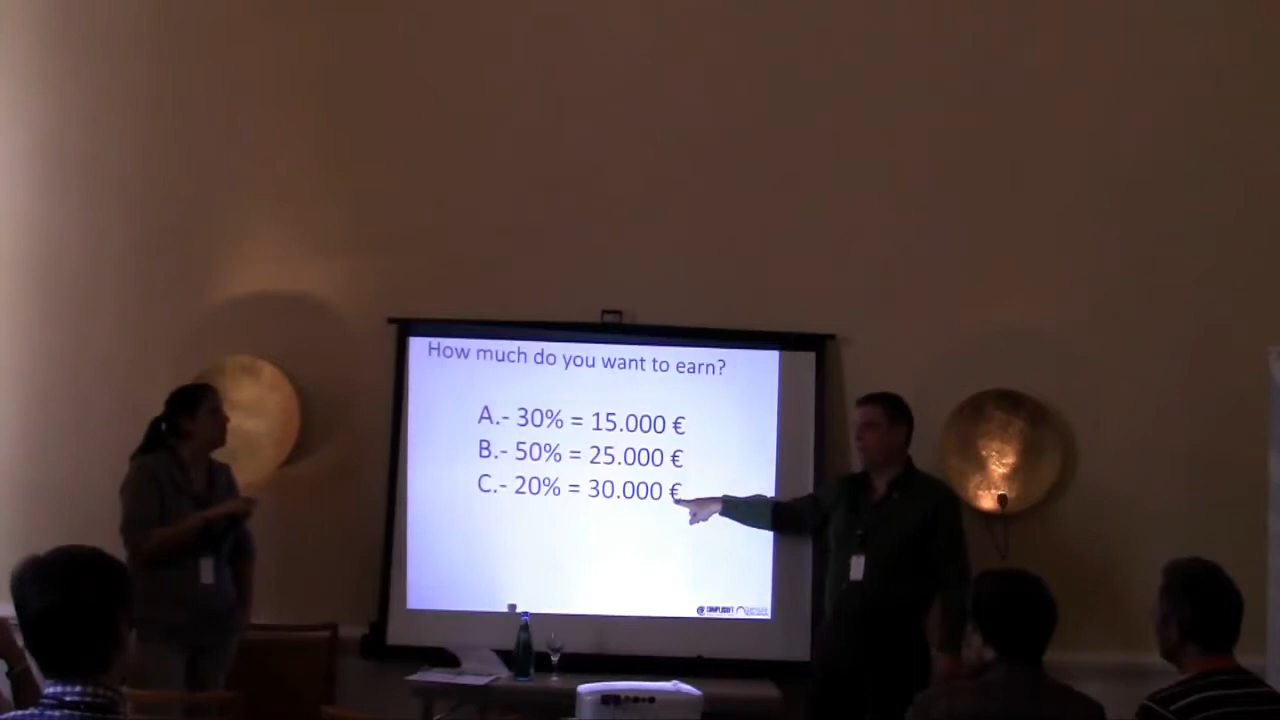 How much do you want to earn?
A.- 30% = 15.000 €
B.- 50% = 25.000 €
C.- 20% = 30.000 €